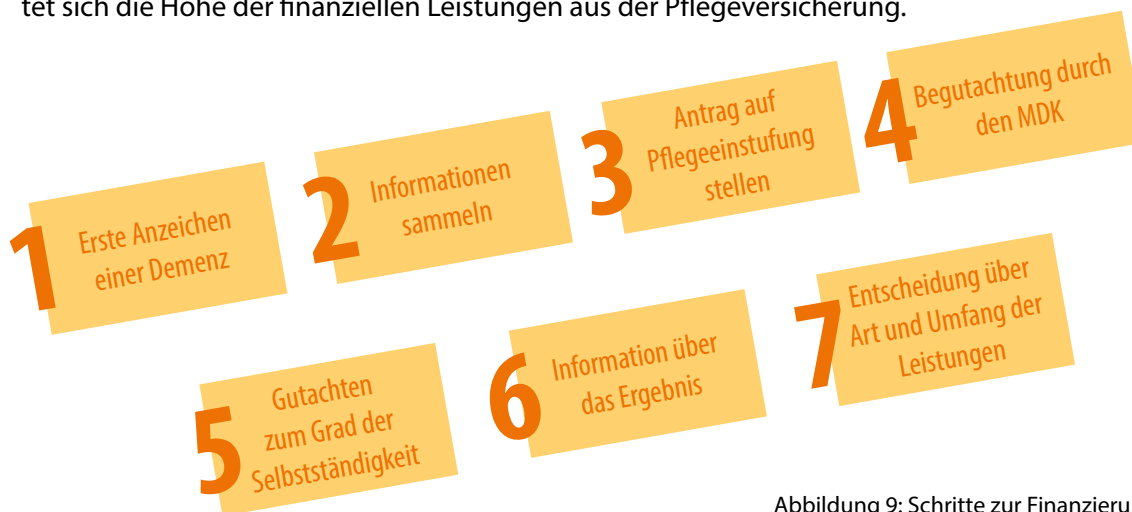 tet sich die Höhe der finanziellen Leistungen aus der Pflegeversicherung.
1
Erste Anzeichen
einer Demenz
2
Informationen
sammeln
3
Antrag auf
Pflegeeinstufung
stellen
4
Begutachtung durch
den MDK
5
Gutachten
zum Grad der
Selbstständigkeit
6
Information über
das Ergebnis
7
Entscheidung über
Art und Umfang der
Leistungen
Abbildung 9: Schritte zur Finanzieru